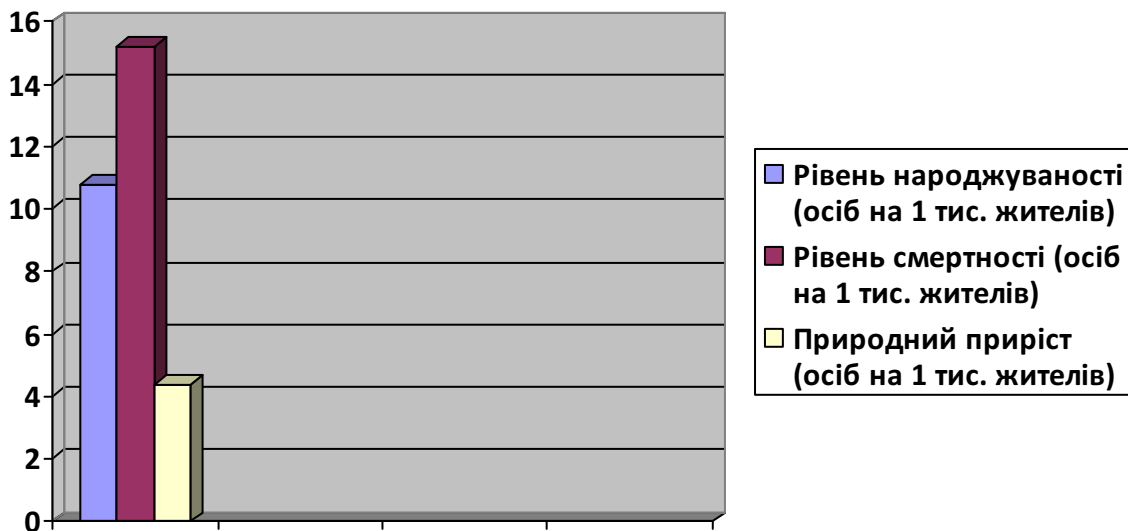 16
14
12
10
8
6
4
2
0
Рівень народжуваності
(осіб на 1 тис. жителів)
Рівень смертності (осіб
на 1 тис. жителів)
Природний приріст
(осіб на 1 тис. жителів)